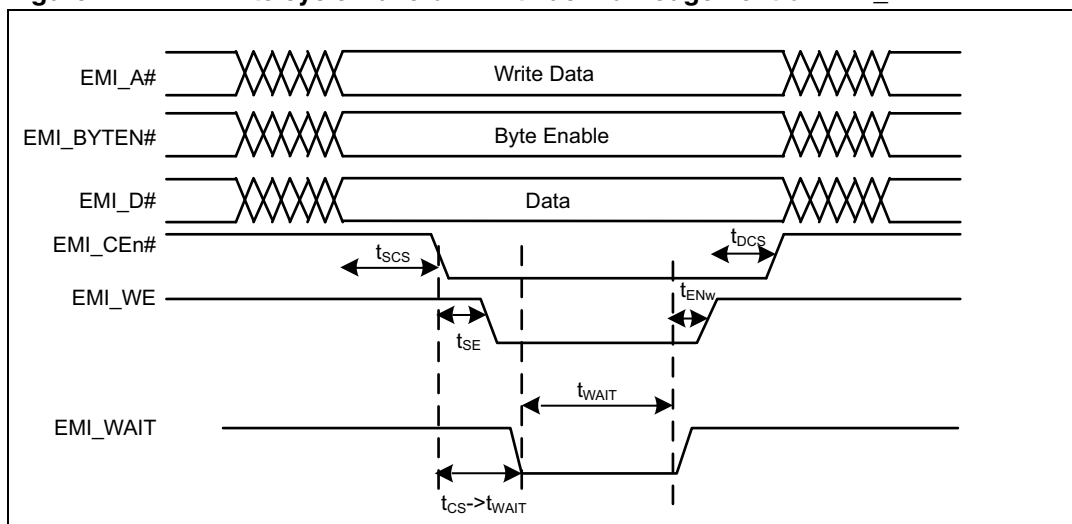 EMI_A#
Write Data
EMI_BYTEN#
Byte Enable
EMI_D#
Data
EMI_CEn#
tSCS
tDCS
EMI_WE
tENw
tSE
tWAIT
EMI_WAIT
tCS->tWAIT